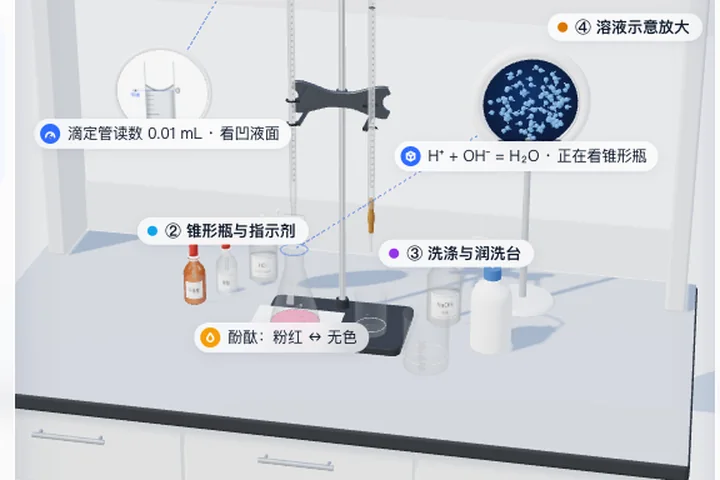 ④ 溶液示意放大
滴定管读数 0.01 mL · 看凹液面
H⁺ + OH⁻ = H₂O · 正在看锥形瓶
② 锥形瓶与指示剂
③ 洗涤与润洗台
酚酞：粉红 ↔ 无色